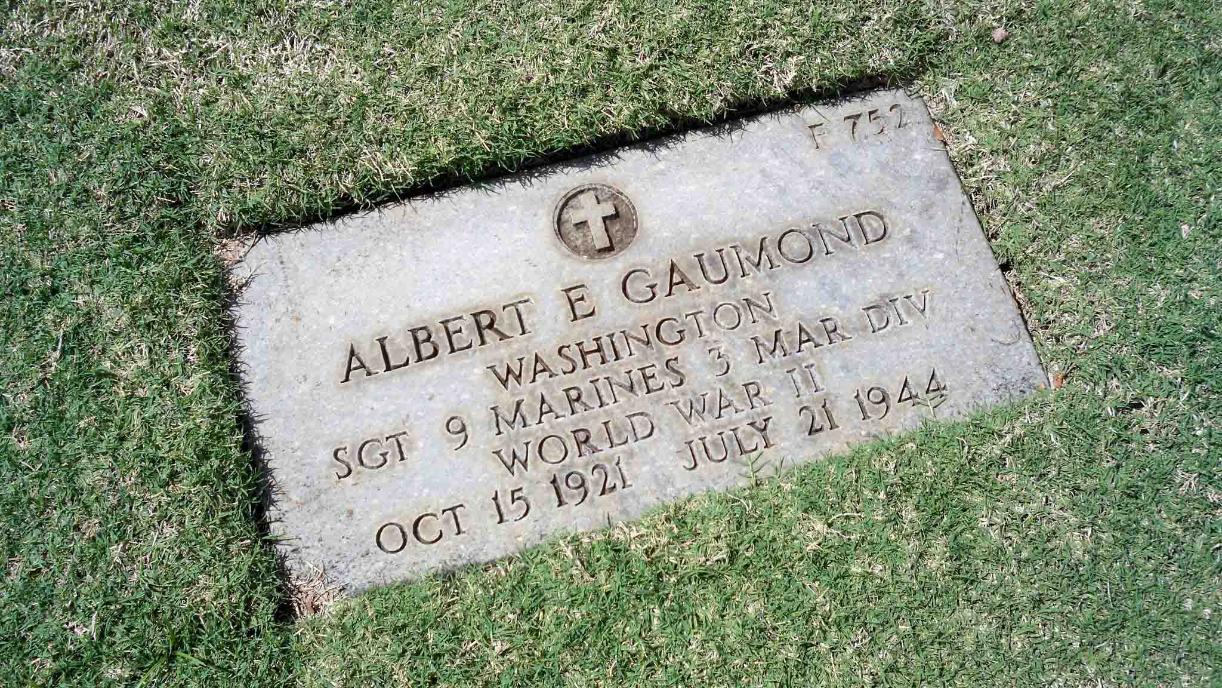 F 752
ALBERT E GAUMOND
WASHINGTON
SGT 9 MARINES 3 MAR DIV
WORLD WAR II
OCT 15 1921 JULY 21 1944